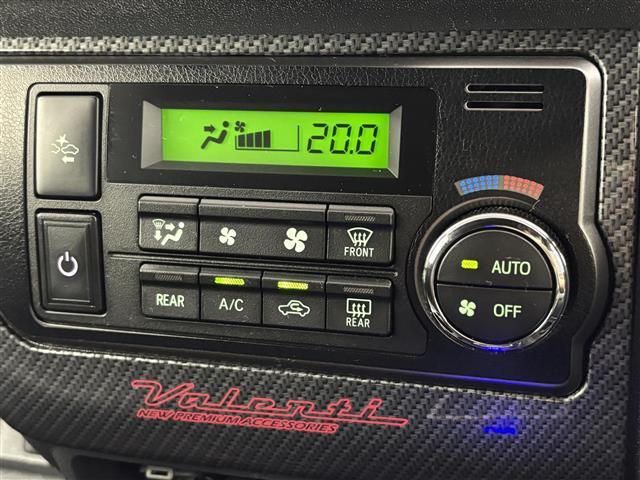 20.0
FRONT
REAR
A/C
REAR
AUTO
OFF
Valenti
NEW PREMIUM ACCESSORIES